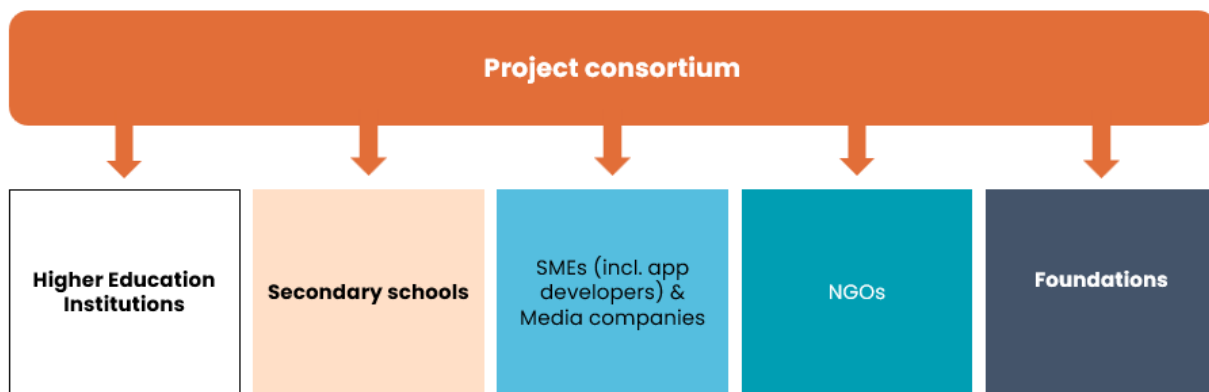 Project consortium
Higher Education
Institutions
Secondary schools
SMEs (incl. app
developers) &
Media companies
NGOs
Foundations